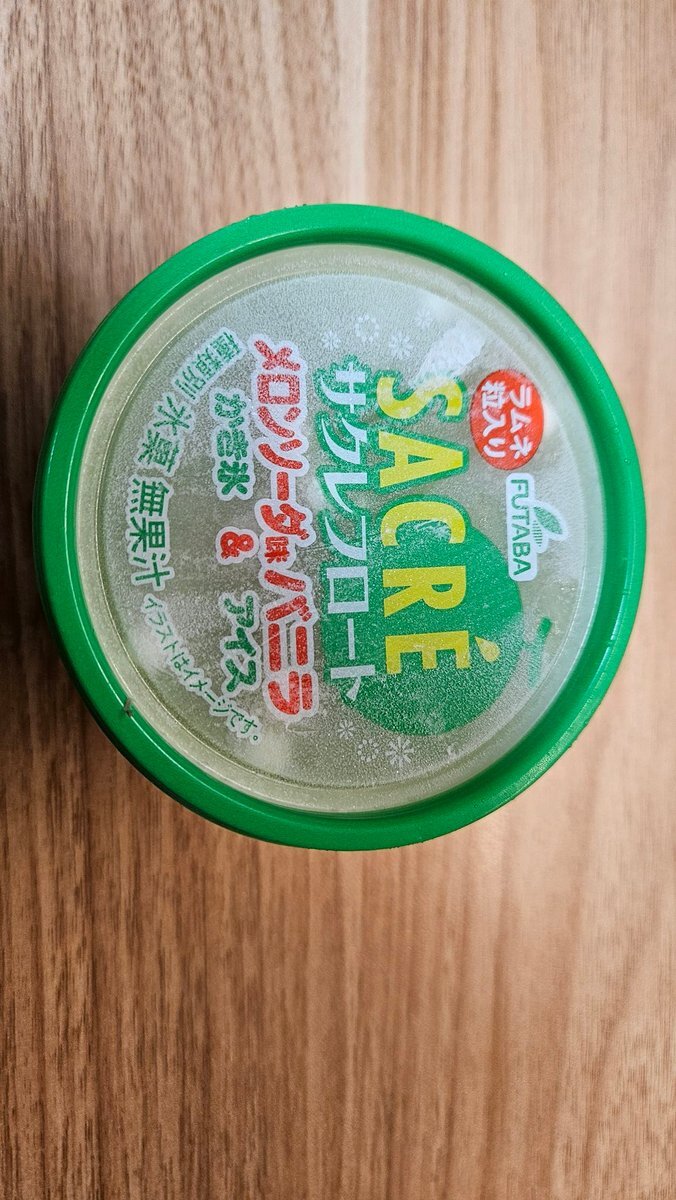 FUTABA
ラムネ
粒入り
SACRÉ
サクレフロート
メロンソーダ味&バニラ
かき氷 アイス
種類別 氷菓 無果汁
イラストはイメージです。